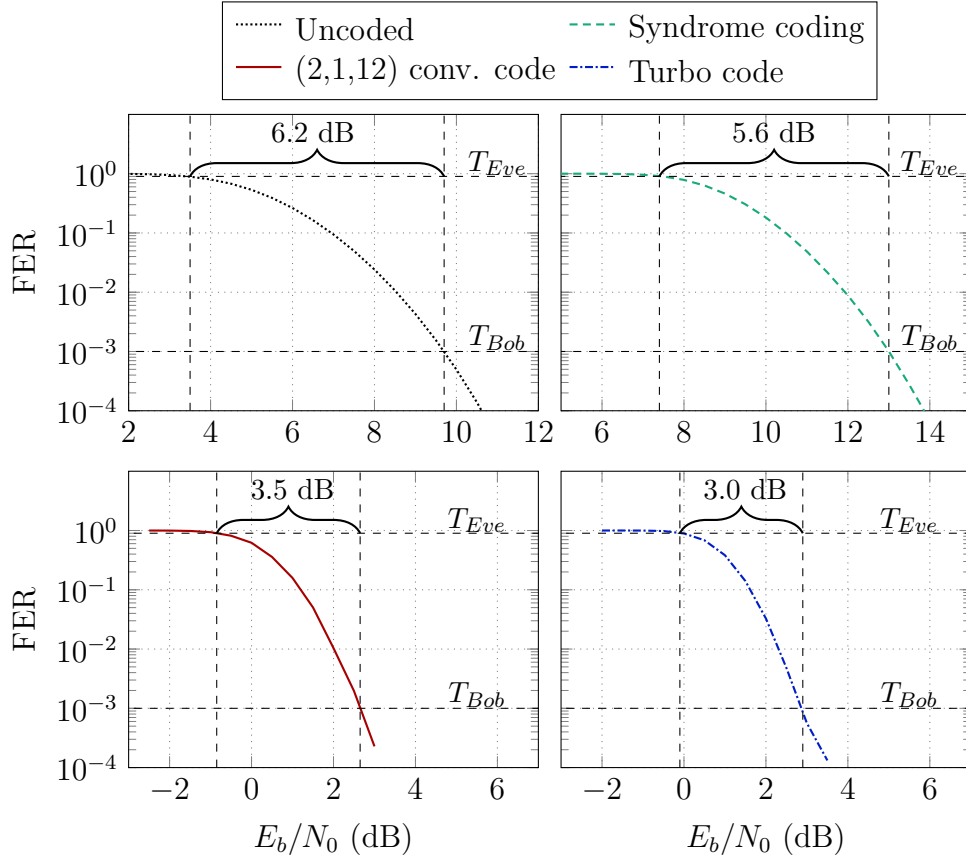 Uncoded
Syndrome coding
(2,1,12) conv. code
Turbo code
6.2 dB
5.6 dB
T_Eve
T_Eve
10^0
10^-1
10^-2
10^-3
10^-4
FER
T_Bob
T_Bob
2 4 6 8 10 12
6 8 10 12 14
3.5 dB
3.0 dB
T_Eve
T_Eve
10^0
10^-1
10^-2
10^-3
10^-4
FER
T_Bob
T_Bob
−2 0 2 4 6
−2 0 2 4 6
E_b/N_0 (dB)
E_b/N_0 (dB)